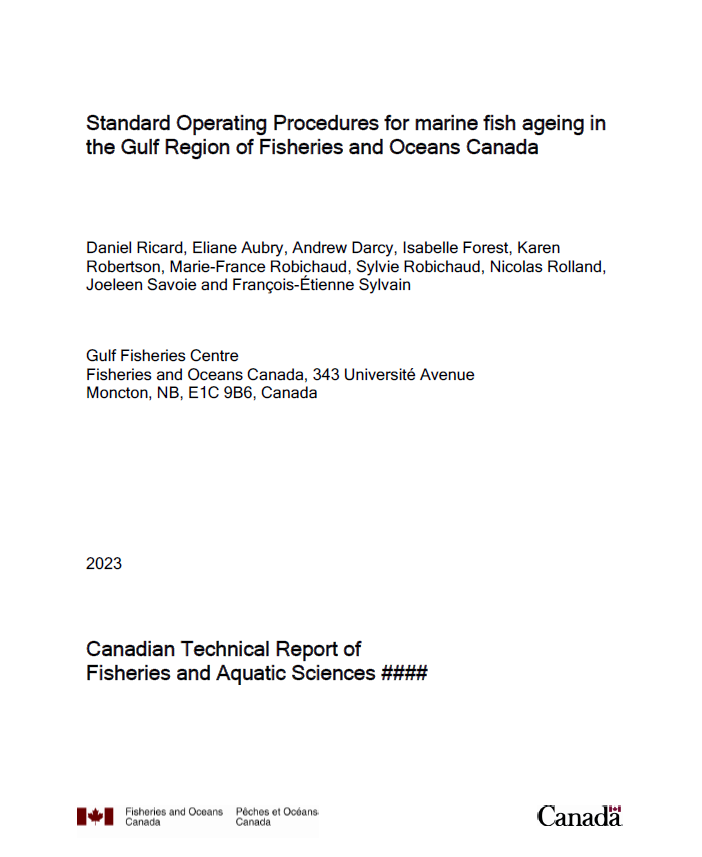 Standard Operating Procedures for marine fish ageing in
the Gulf Region of Fisheries and Oceans Canada
Daniel Ricard, Eliane Aubry, Andrew Darcy, Isabelle Forest, Karen
Robertson, Marie-France Robichaud, Sylvie Robichaud, Nicolas Rolland,
Joeleen Savoie and François-Étienne Sylvain
Gulf Fisheries Centre
Fisheries and Oceans Canada, 343 Université Avenue
Moncton, NB, E1C 9B6, Canada
2023
Canadian Technical Report of
Fisheries and Aquatic Sciences ####
Fisheries and Oceans
Canada
Pêches et Océans
Canada
Canada